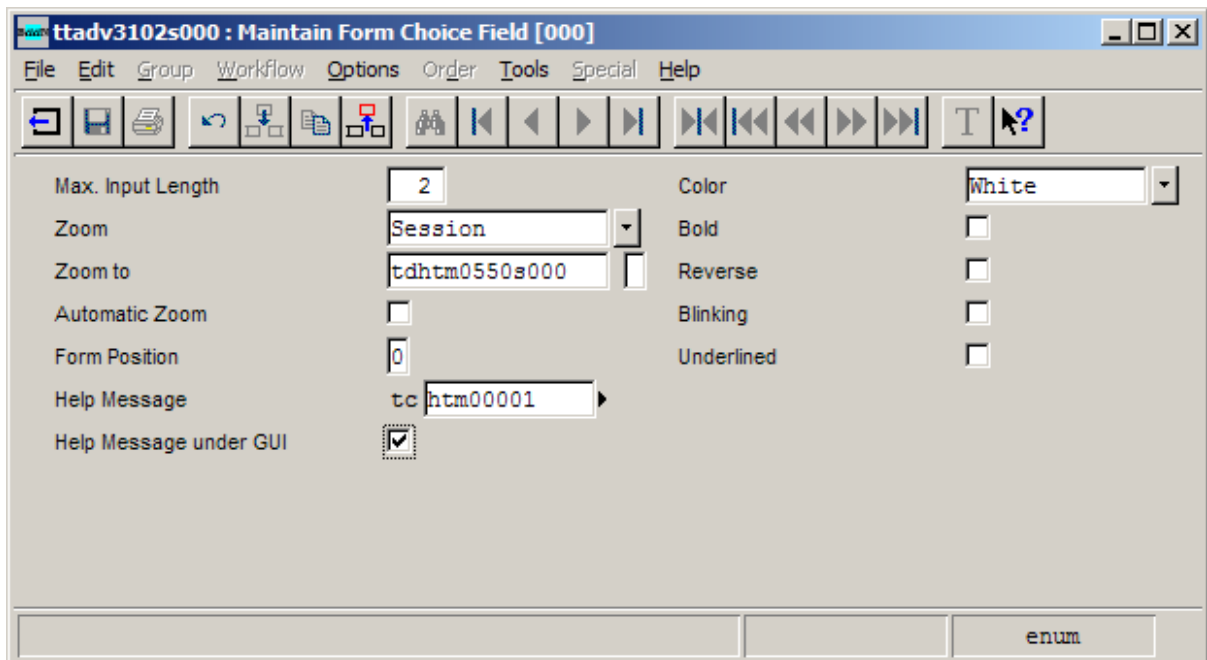 ttadv3102s000 : Maintain Form Choice Field [000]
File Edit Group Workflow Options Order Tools Special Help
T ?
Max. Input Length 2 Color White
Zoom Session Bold
Zoom to tdhtm0550s000 Reverse
Automatic Zoom Blinking
Form Position 0 Underlined
Help Message tc htm00001
Help Message under GUI
enum